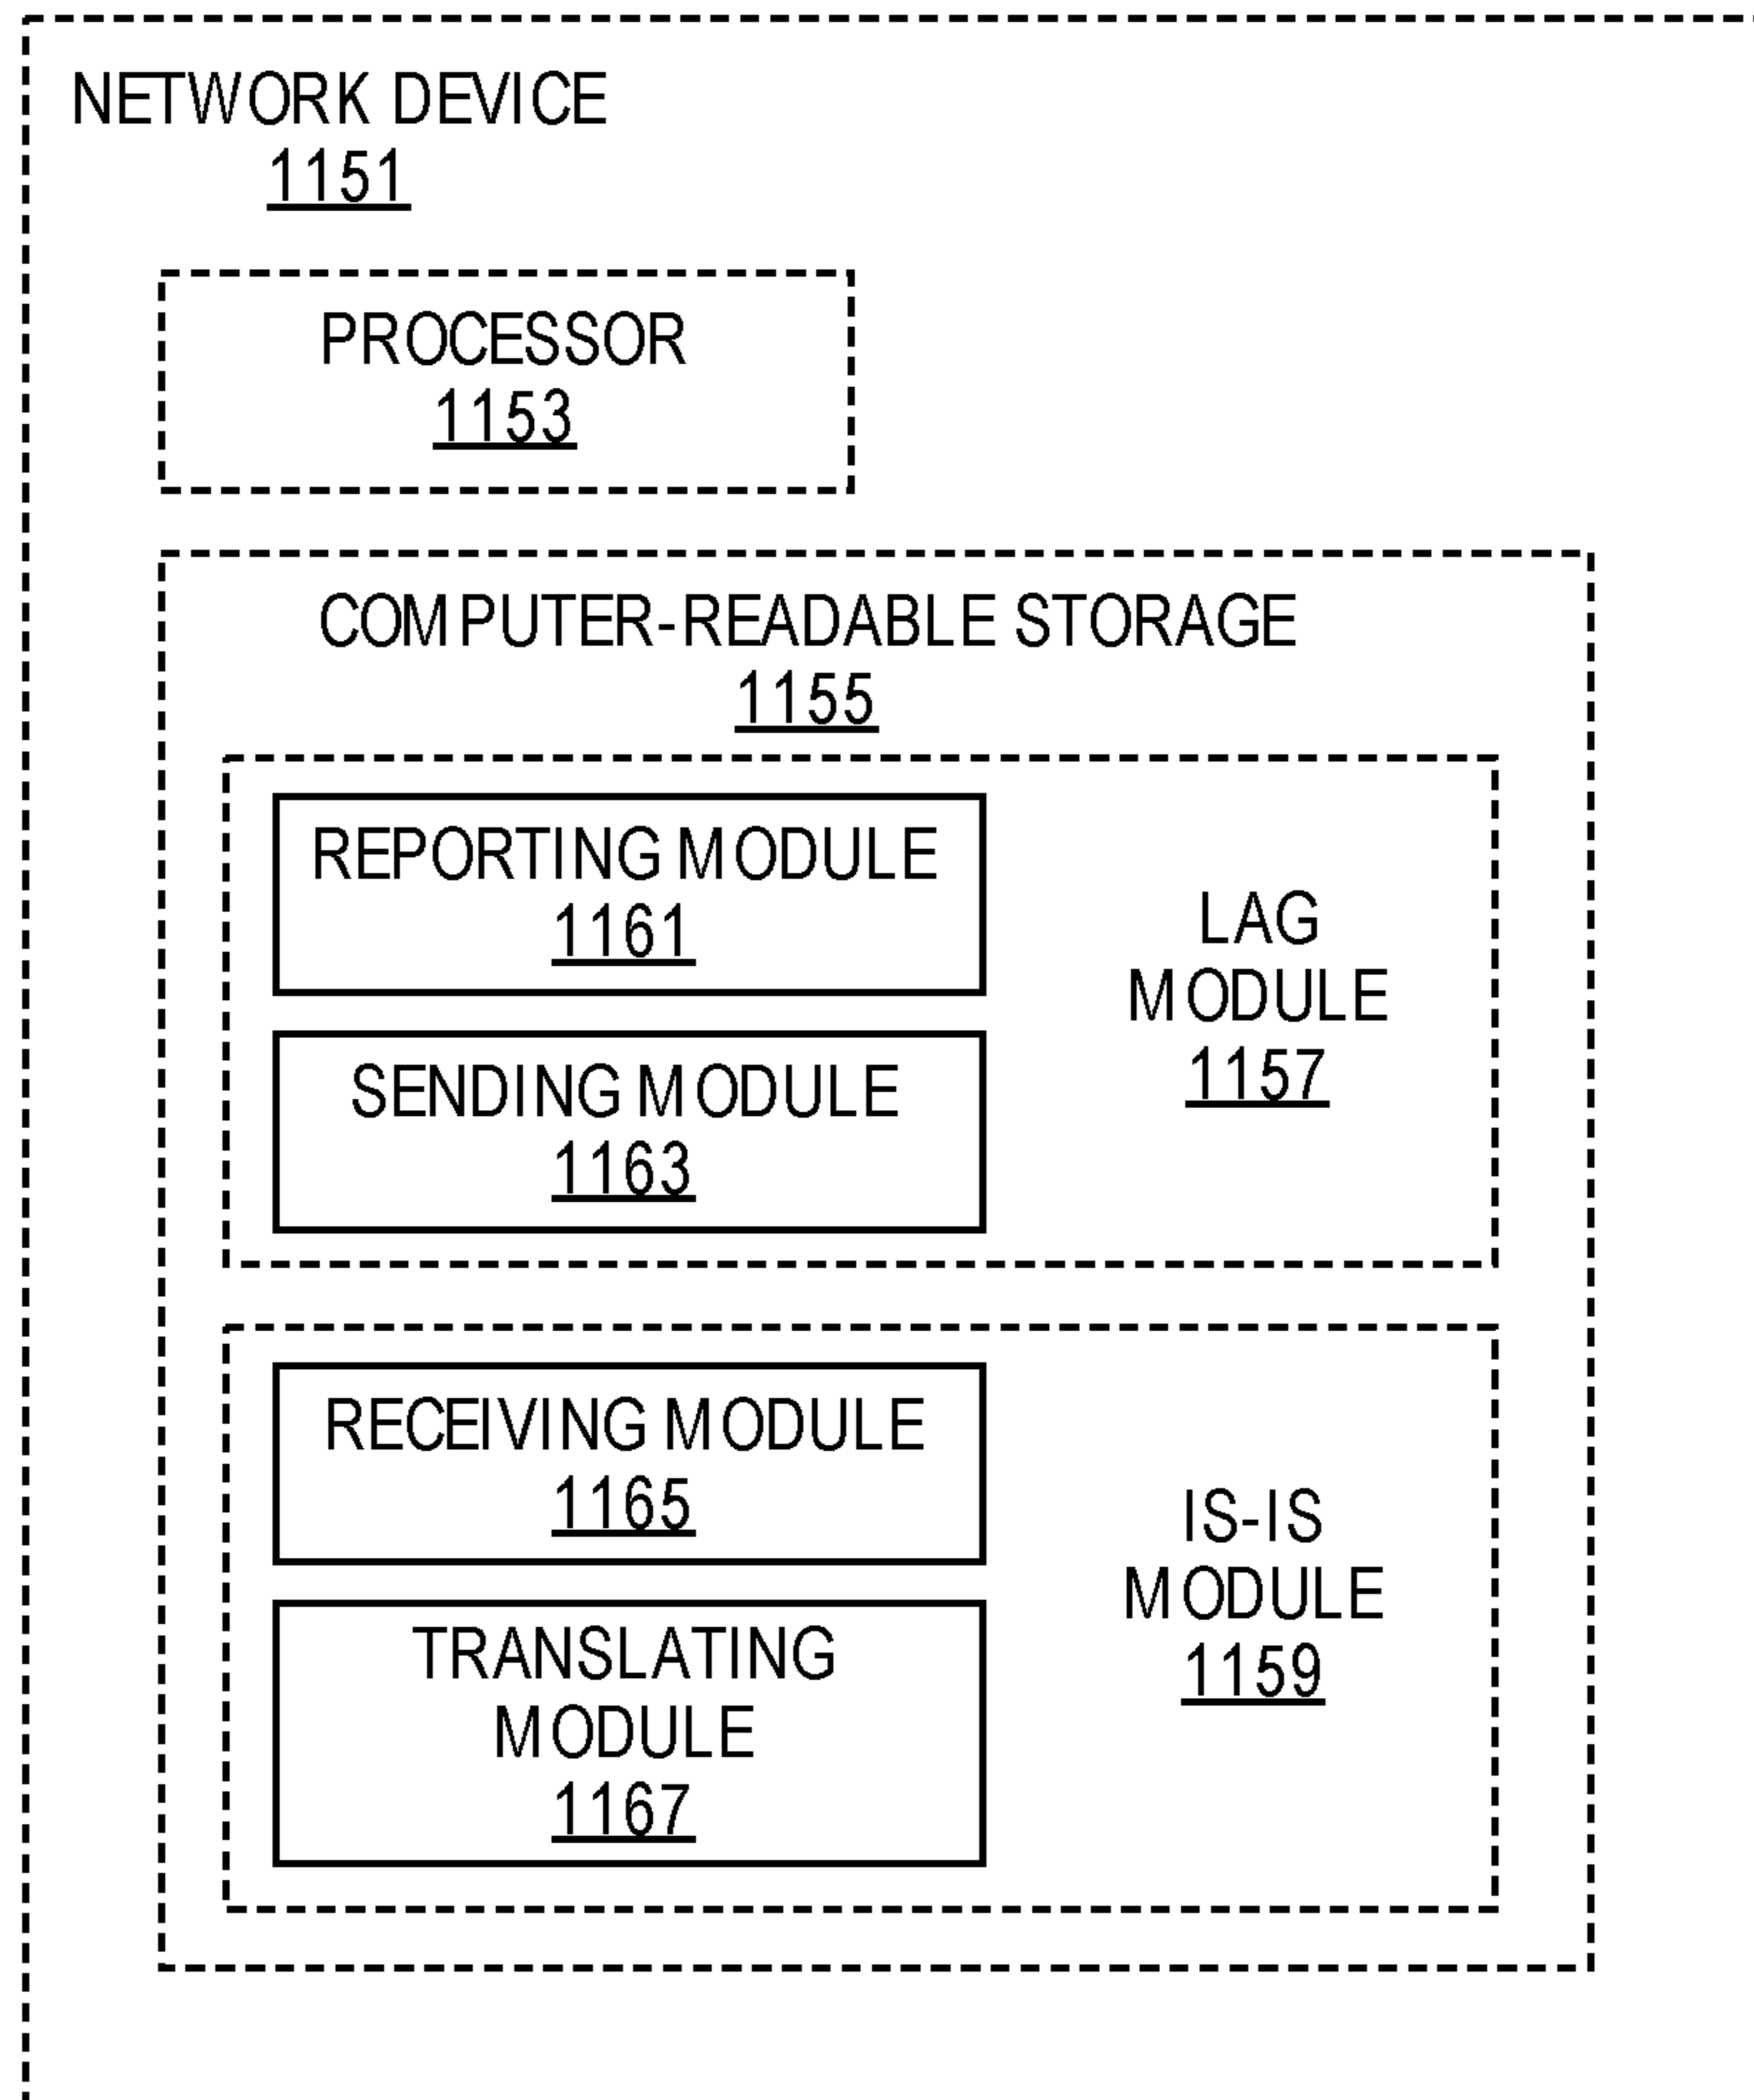 NETWORK DEVICE
1151
PROCESSOR
1153
COMPUTER-READABLE STORAGE
1155
REPORTING MODULE
1161
SENDING MODULE
1163
LAG
MODULE
1157
RECEIVING MODULE
1165
TRANSLATING
MODULE
1167
IS-IS
MODULE
1159